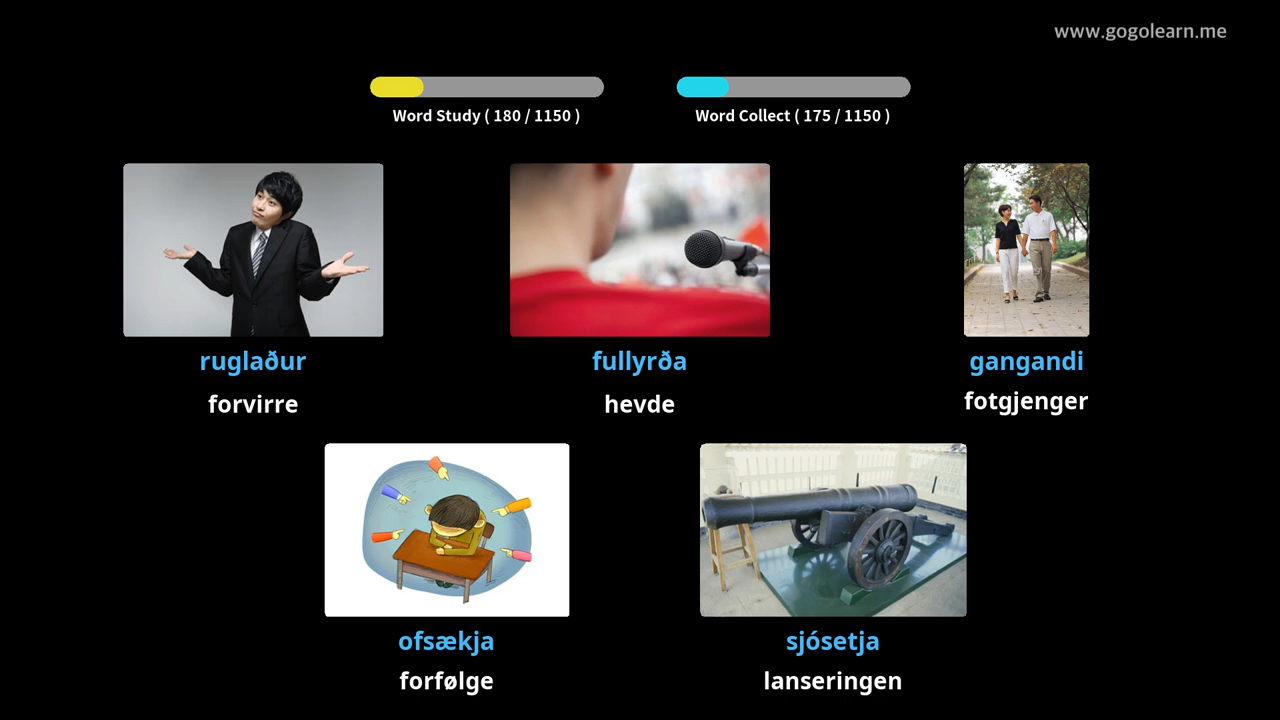 www.gogolearn.me
Word Study ( 180 / 1150 )
Word Collect ( 175 / 1150 )
ruglaður
fullyrða
gangandi
forvirre
hevde
fotgjenger
ofsækja
sjósetja
forfølge
lanseringen